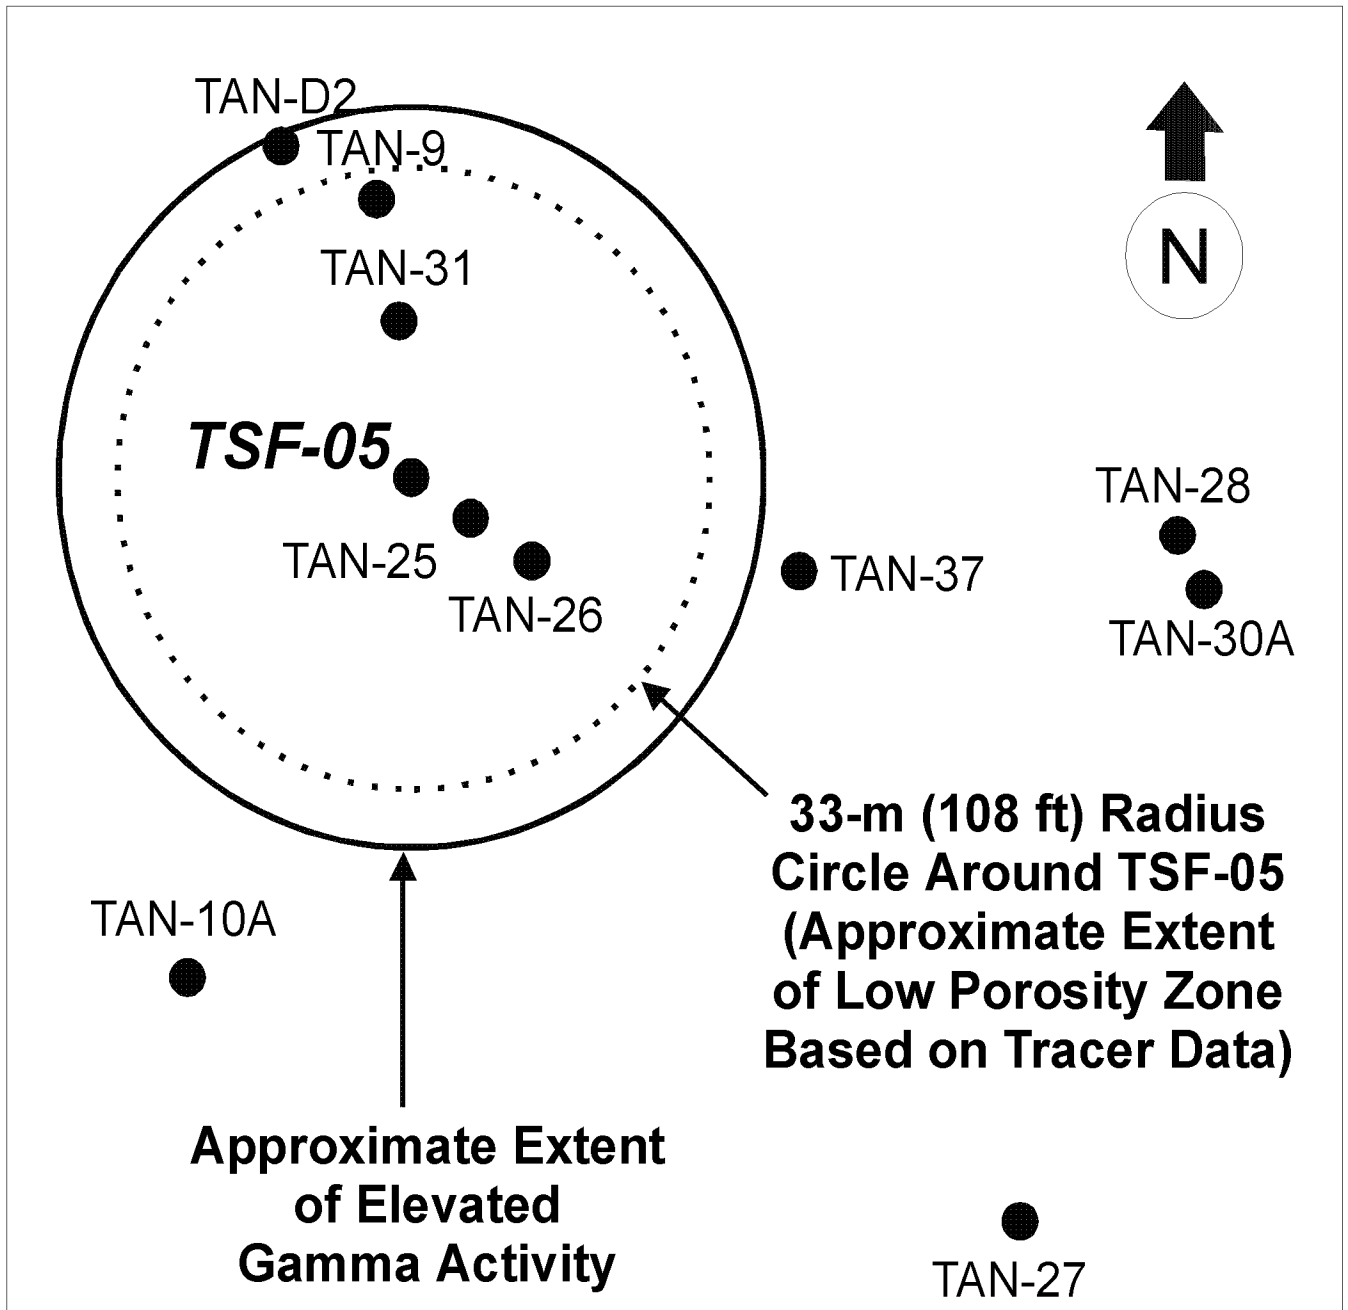 TAN-D2
TAN-9
N
TAN-31
TSF-05
TAN-28
TAN-25
TAN-37
TAN-26
TAN-30A
33-m (108 ft) Radius
Circle Around TSF-05
(Approximate Extent
of Low Porosity Zone
Based on Tracer Data)
TAN-10A
Approximate Extent
of Elevated
Gamma Activity
TAN-27